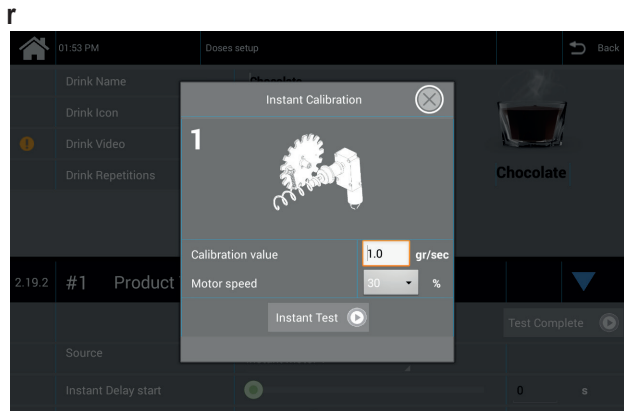 r
01:53 PM Doses setup Back
Drink Name Chocolate
Instant Calibration
Drink Icon
1
Drink Video
Drink Repetitions Chocolate
Calibration value 1.0 gr/sec
2.19.2 #1 Product
Motor speed 30 %
Instant Test Test Complete
Source
Instant Delay start 0 s